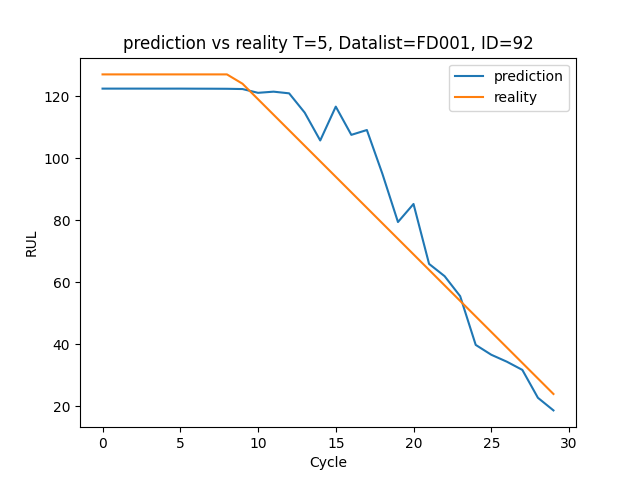 prediction vs reality T=5, Datalist=FD001, ID=92
prediction
reality
RUL
120
100
80
60
40
20
0 5 10 15 20 25 30
Cycle